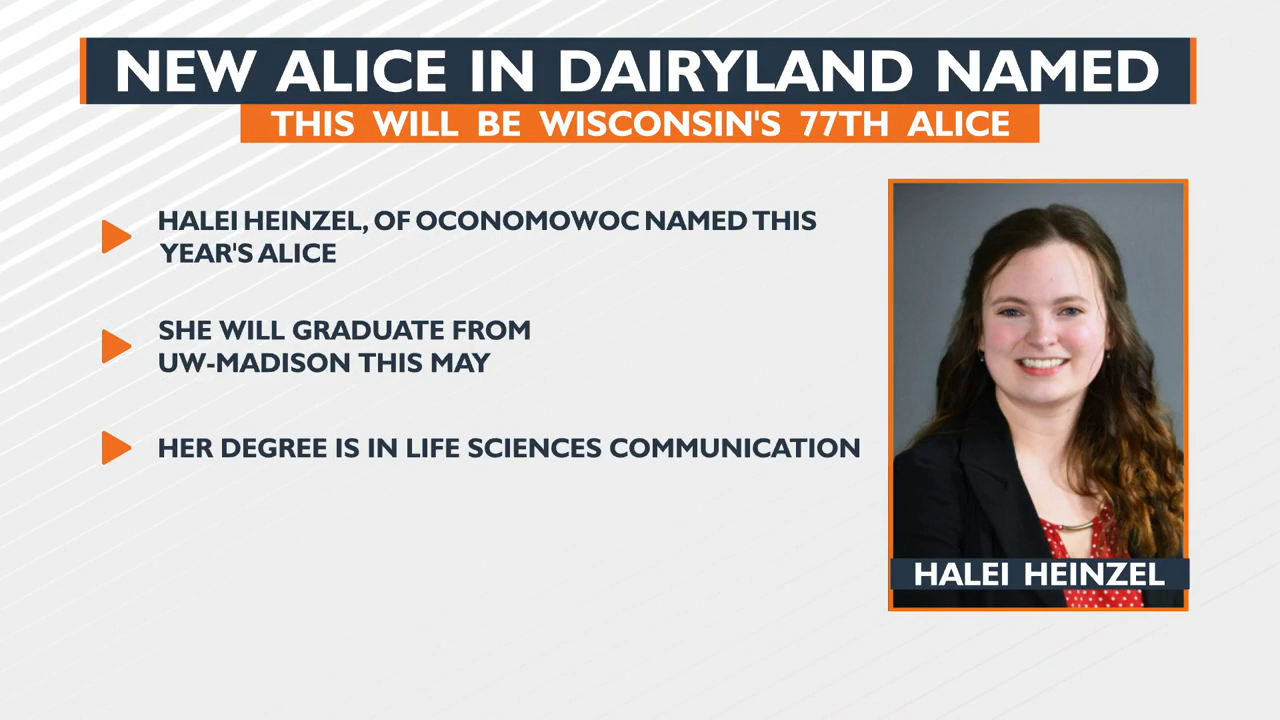 NEW ALICE IN DAIRYLAND NAMED
THIS WILL BE WISCONSIN'S 77TH ALICE
HALEI HEINZEL, OF OCONOMOWOC NAMED THIS
YEAR'S ALICE
SHE WILL GRADUATE FROM
UW-MADISON THIS MAY
HER DEGREE IS IN LIFE SCIENCES COMMUNICATION
HALEI HEINZEL